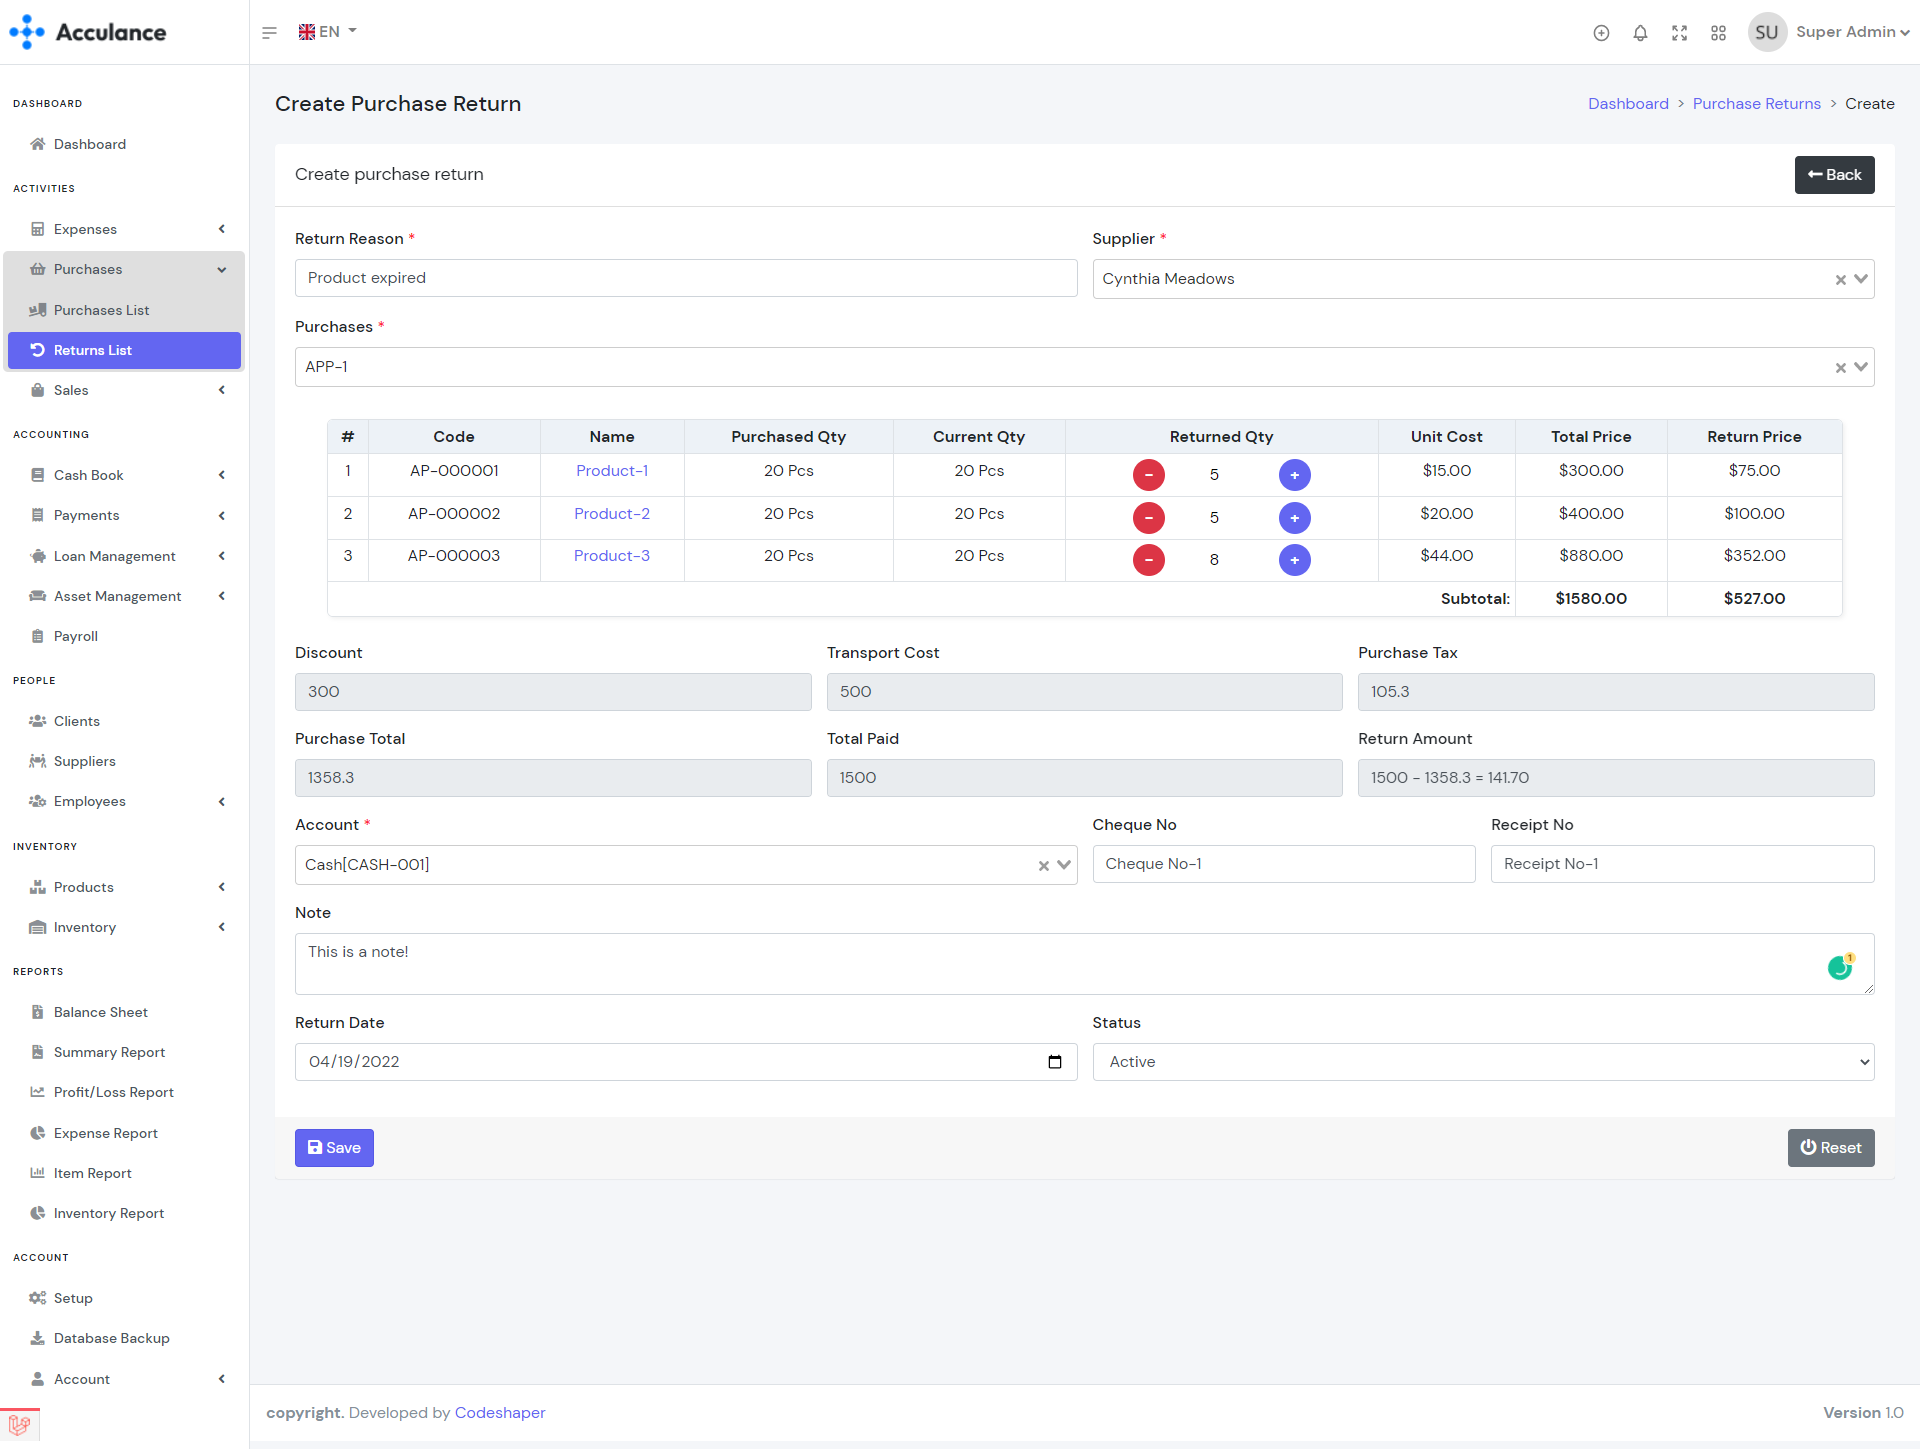 Acculance
EN
SU Super Admin
DASHBOARD
Dashboard
ACTIVITIES
Expenses
Purchases
Purchases List
Returns List
Sales
ACCOUNTING
Cash Book
Payments
Loan Management
Asset Management
Payroll
PEOPLE
Clients
Suppliers
Employees
INVENTORY
Products
Inventory
REPORTS
Balance Sheet
Summary Report
Profit/Loss Report
Expense Report
Item Report
Inventory Report
ACCOUNT
Setup
Database Backup
Account
Create Purchase Return
Dashboard > Purchase Returns > Create
Create purchase return
Back
Return Reason *
Product expired
Supplier *
Cynthia Meadows
Purchases *
APP-1
# Code Name Purchased Qty Current Qty Returned Qty Unit Cost Total Price Return Price
1 AP-000001 Product-1 20 Pcs 20 Pcs - 5 + $15.00 $300.00 $75.00
2 AP-000002 Product-2 20 Pcs 20 Pcs - 5 + $20.00 $400.00 $100.00
3 AP-000003 Product-3 20 Pcs 20 Pcs - 8 + $44.00 $880.00 $352.00
Subtotal: $1580.00 $527.00
Discount Transport Cost Purchase Tax
300 500 105.3
Purchase Total Total Paid Return Amount
1358.3 1500 1500 - 1358.3 = 141.70
Account * Cheque No Receipt No
Cash[CASH-001] Cheque No-1 Receipt No-1
Note
This is a note!
1
Return Date Status
04/19/2022 Active
Save Reset
copyright. Developed by Codeshaper
Version 1.0